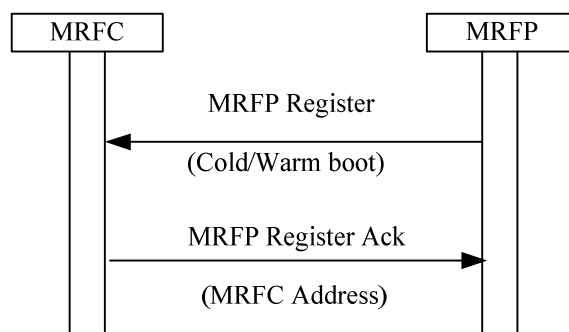 MRFC
MRFP
MRFP Register
(Cold/Warm boot)
MRFP Register Ack
(MRFC Address)